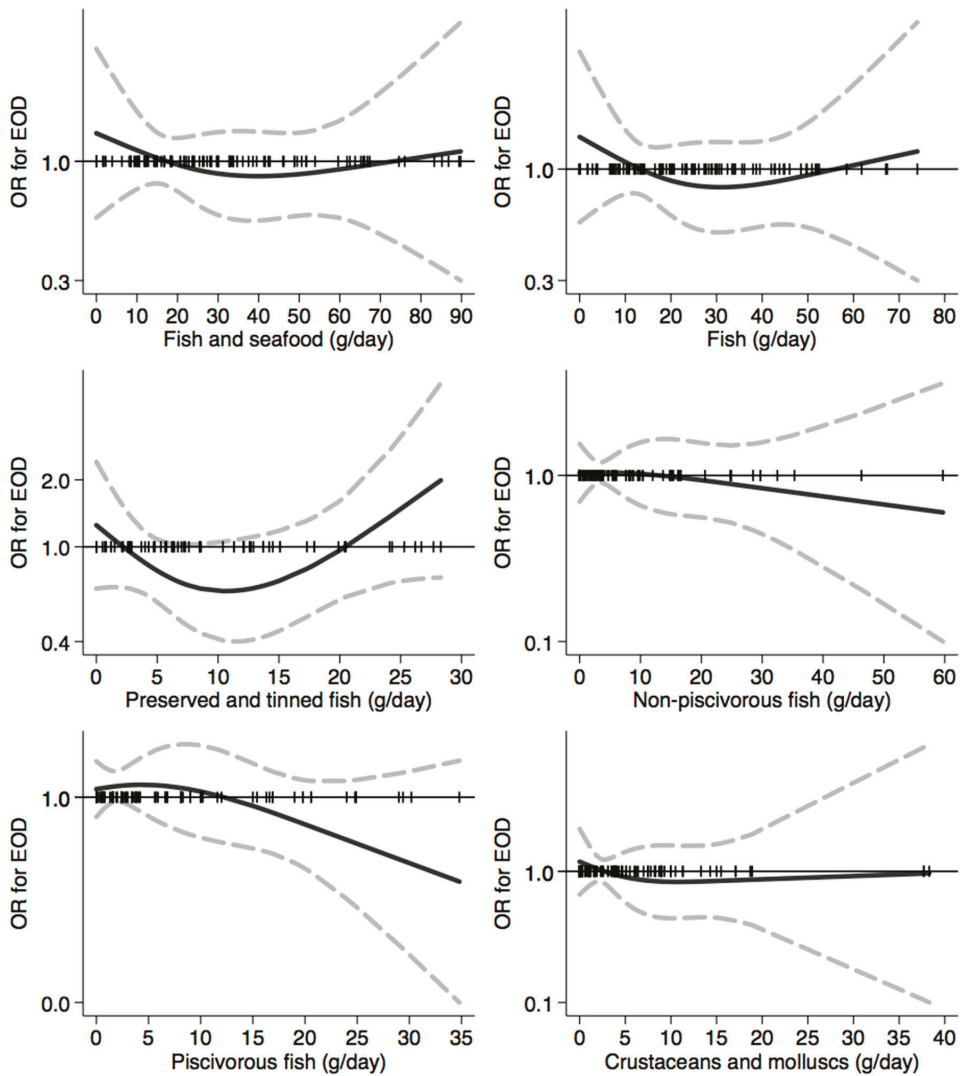 OR for EOD
1.0
0.3
0 10 20 30 40 50 60 70 80 90
Fish and seafood (g/day)
OR for EOD
1.0
0.3
0 10 20 30 40 50 60 70 80
Fish (g/day)
OR for EOD
2.0
1.0
0.4
0 5 10 15 20 25 30
Preserved and tinned fish (g/day)
OR for EOD
1.0
0.1
0 10 20 30 40 50 60
Non-piscivorous fish (g/day)
OR for EOD
1.0
0.0
0 5 10 15 20 25 30 35
Piscivorous fish (g/day)
OR for EOD
1.0
0.1
0 5 10 15 20 25 30 35 40
Crustaceans and molluscs (g/day)